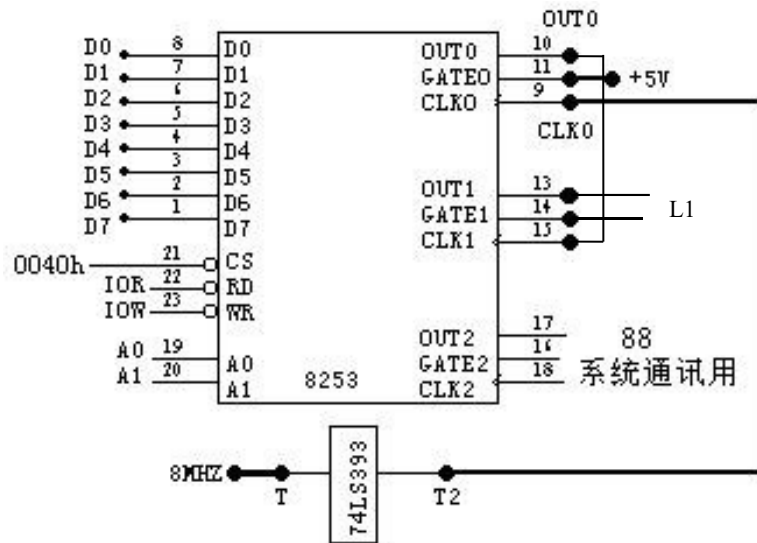 OUT0
D0 8 D0 OUT0 10
D1 7 D1 GATE0 11 +5V
D2 6 D2 CLK0 9
D3 5 D3 CLK0
D4 4 D4
D5 3 D5
D6 2 D6 OUT1 13
D7 1 D7 GATE1 14 L1
CLK1 15
0040h 21 CS
IOR 22 RD
IOW 23 WR
OUT2 17 88
A0 19 A0 GATE2 16
A1 20 A1 8253 CLK2 18 系统通讯用
8MHZ T 74LS393 T2